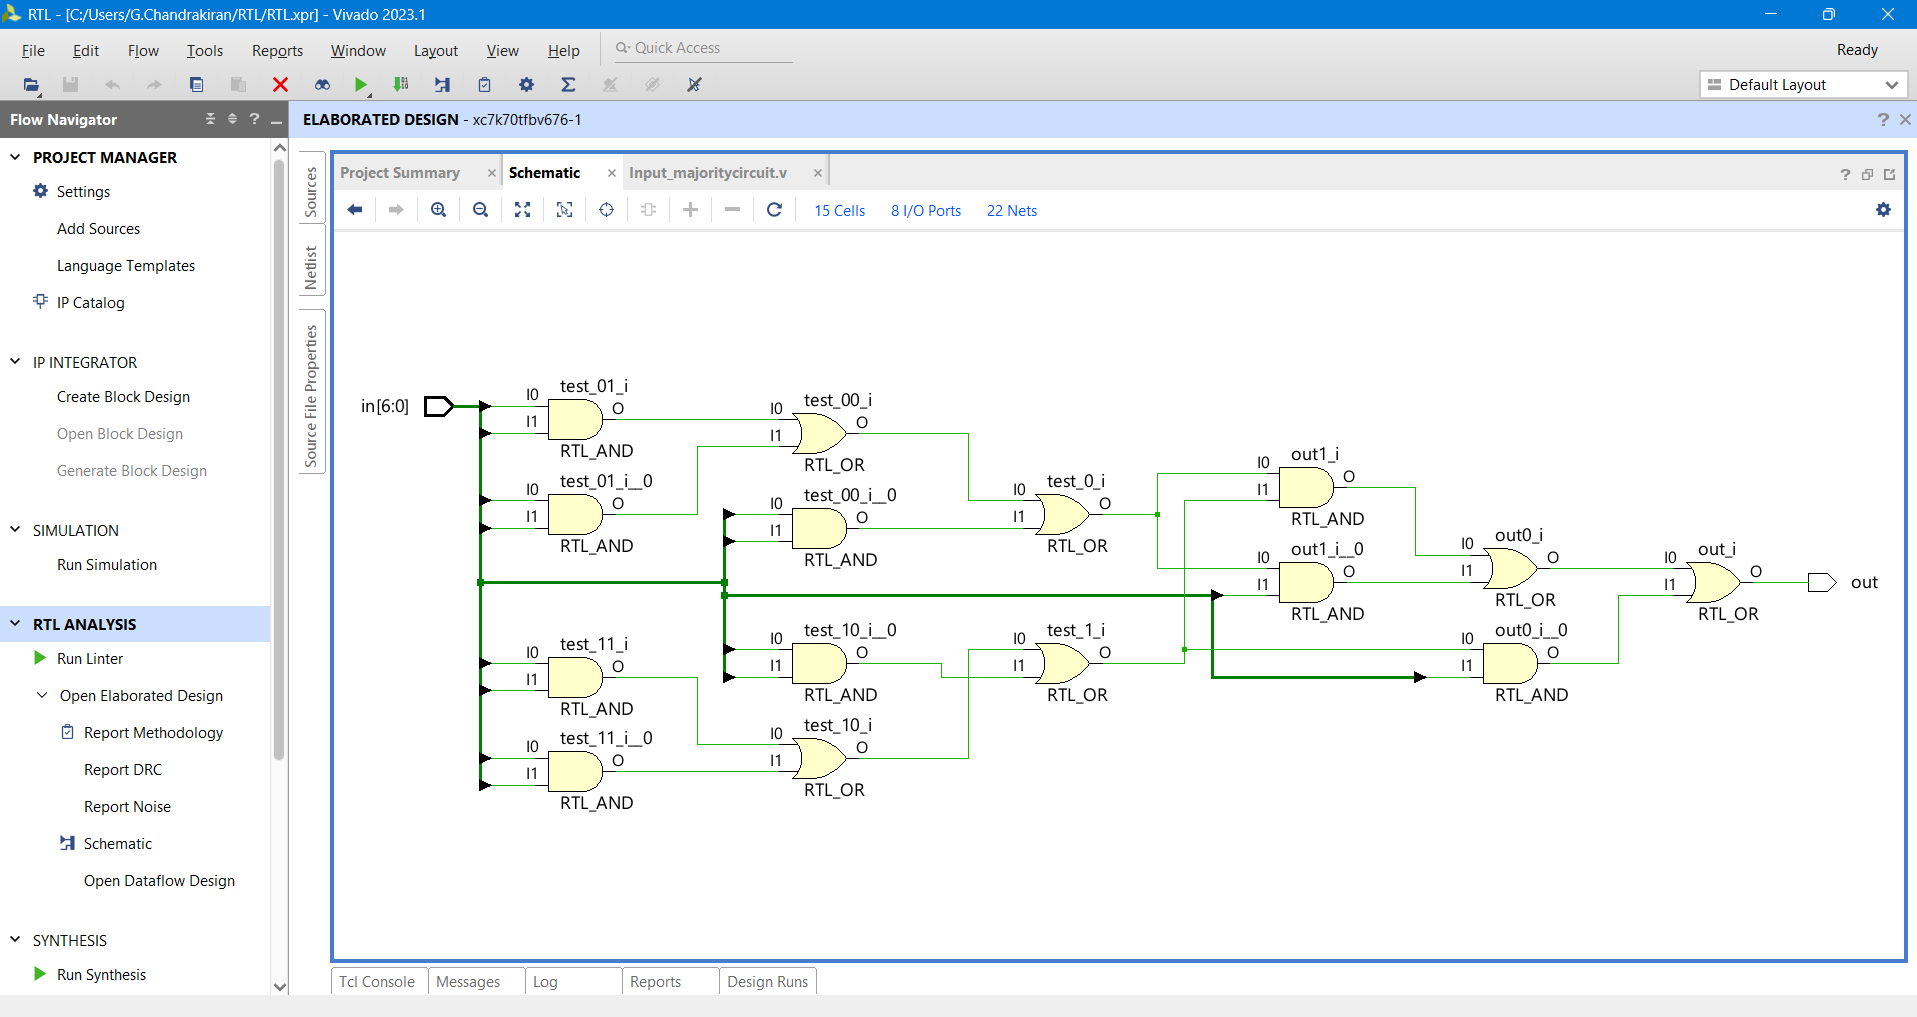 RTL - [C:/Users/G.Chandrakiran/RTL/RTL.xpr] - Vivado 2023.1
File Edit Flow Tools Reports Window Layout View Help Quick Access Ready
Default Layout
Flow Navigator ?
PROJECT MANAGER
Settings
Add Sources
Language Templates
IP Catalog
IP INTEGRATOR
Create Block Design
Open Block Design
Generate Block Design
SIMULATION
Run Simulation
RTL ANALYSIS
Run Linter
Open Elaborated Design
Report Methodology
Report DRC
Report Noise
Schematic
Open Dataflow Design
SYNTHESIS
Run Synthesis
ELABORATED DESIGN - xc7k70tfbv676-1 ?
Sources
Netlist
Source File Properties
Project Summary Schematic Input_majoritycircuit.v ?
15 Cells 8 I/O Ports 22 Nets
in[6:0]
test_01_i
I0
I1
O
RTL_AND
test_01_i__0
I0
I1
O
RTL_AND
test_11_i
I0
I1
O
RTL_AND
test_11_i__0
I0
I1
O
RTL_AND
test_00_i
I0
I1
O
RTL_OR
test_00_i__0
I0
I1
O
RTL_AND
test_10_i__0
I0
I1
O
RTL_AND
test_10_i
I0
I1
O
RTL_OR
test_0_i
I0
I1
O
RTL_OR
test_1_i
I0
I1
O
RTL_OR
out1_i
I0
I1
O
RTL_AND
out1_i__0
I0
I1
O
RTL_AND
out0_i
I0
I1
O
RTL_OR
out0_i__0
I0
I1
O
RTL_AND
out_i
I0
I1
O
RTL_OR
out
Tcl Console Messages Log Reports Design Runs